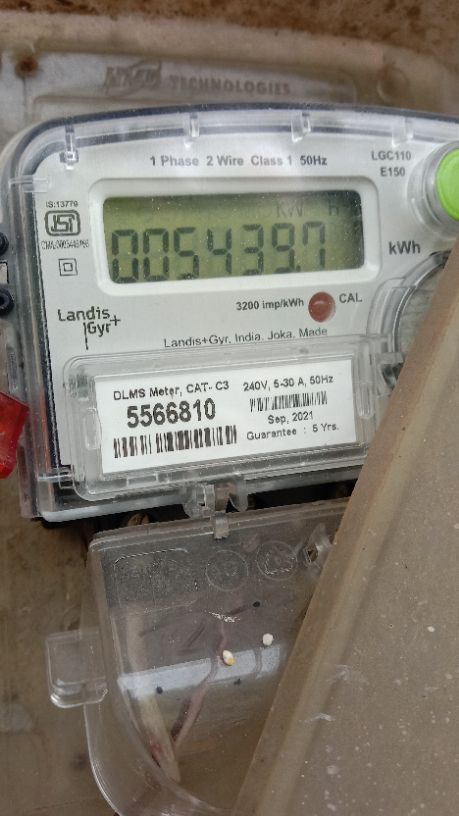 TECHNOLOGIES
1 Phase 2 Wire Class 1 50Hz
LGC110
E150
IS:13779
KW h
005439.7
kWh
3200 imp/kWh CAL
Landis+
Gyr
Landis+Gyr, India, Joka, Made
DLMS Meter, CAT- C3 240V, 5-30 A, 50Hz
5566810
Sep, 2021
Guarantee : 5 Yrs.